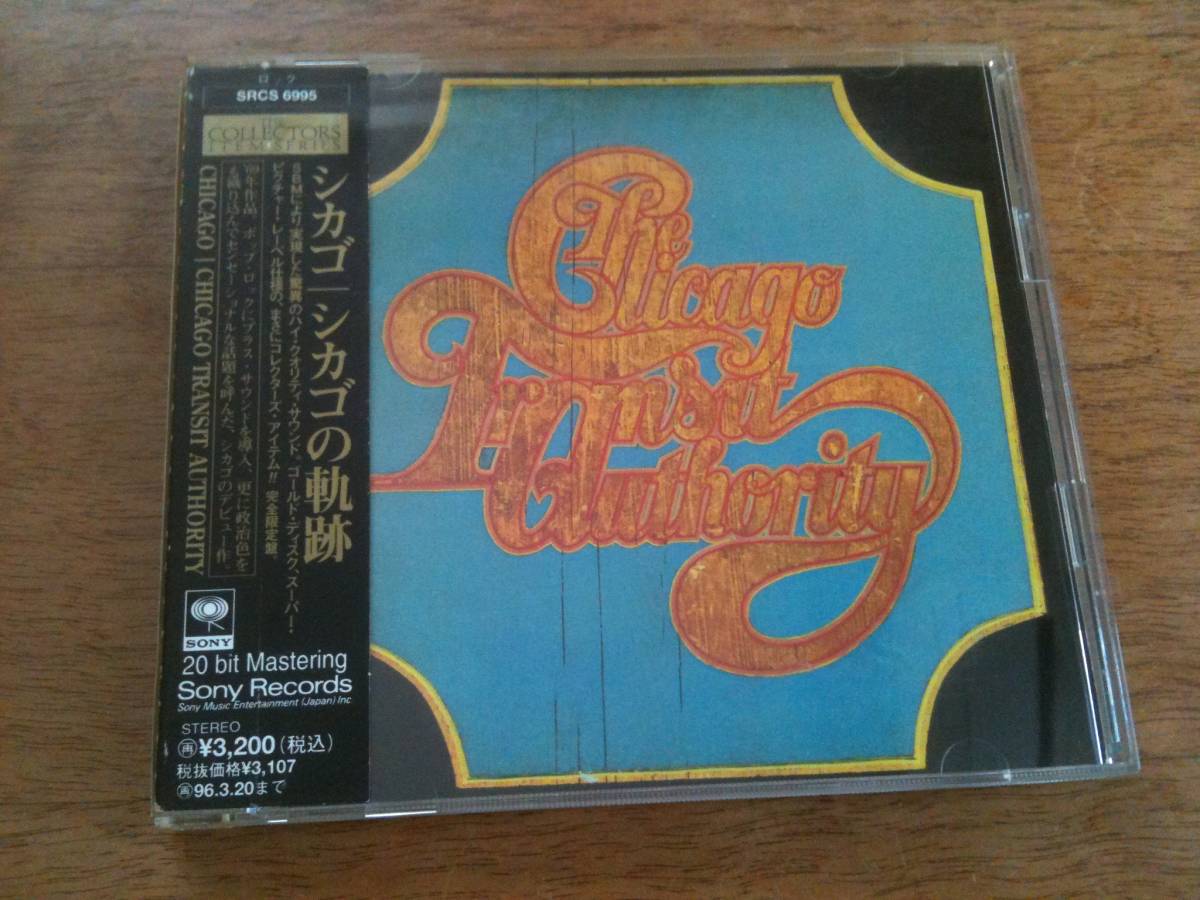 ロック
SRCS 6995
THE
COLLECTORS
ITEM SERIES
シカゴ|シカゴの軌跡
SBMにより実現した驚異のハイ・クオリティ・サウンド、ゴールド・ディスク、スーパー・
ピクチャー・レーベル仕様の、まさにコレクターズ・アイテム!! 完全限定盤。
ポップ・ロックにブラス・サウンドを導入、更に政治色を
織り込んでセンセーショナルな話題を呼んだ、シカゴのデビュー作。
CHICAGO|CHICAGO TRANSIT AUTHORITY
SONY
20 bit Mastering
Sony Records
Sony Music Entertainment (Japan) Inc
STEREO
再¥3,200(税込)
税抜価格¥3,107
再96.3.20まで
The
Chicago
Transit
Authority